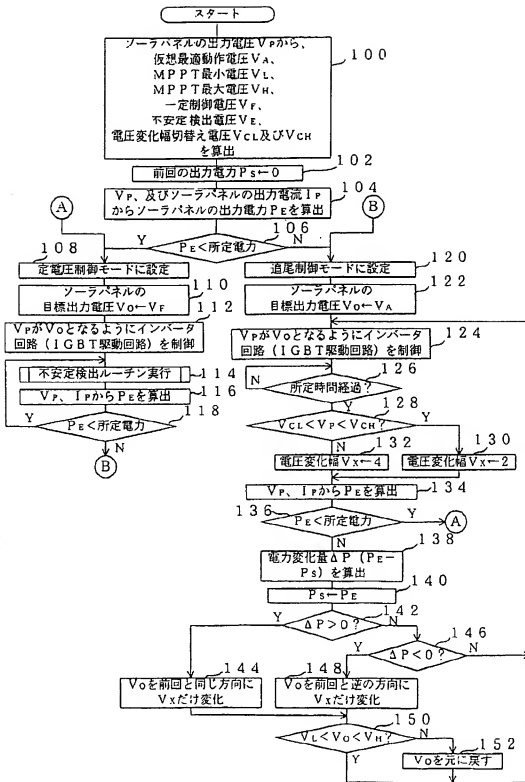 スタート
ソーラパネルの出力電圧VPから、
仮想最適動作電圧VA、
MPPT最小電圧VL、
MPPT最大電圧VH、
一定制御電圧VF、
不安定検出電圧VE、
電圧変化幅切替え電圧VCL及びVCH
を算出
100
前回の出力電力PS←0
102
VP、及びソーラパネルの出力電流IP
からソーラパネルの出力電力PEを算出
104
A
B
106
Y
PE<所定電力
N
108
定電圧制御モードに設定
110
ソーラパネルの
目標出力電圧VO←VF
112
VPがVOとなるようにインバータ
回路(IGBT駆動回路)を制御
不安定検出ルーチン実行
114
VP、IPからPEを算出
116
Y
PE<所定電力
118
N
B
120
追尾制御モードに設定
122
ソーラパネルの
目標出力電圧VO←VA
VPがVOとなるようにインバータ
回路(IGBT駆動回路)を制御
124
126
N
所定時間経過?
Y
128
VCL<VP<VCH?
Y
N
132
電圧変化幅VX←4
130
電圧変化幅VX←2
VP、IPからPEを算出
134
136
PE<所定電力
Y
A
N
138
電力変化量ΔP(PE−
PS)を算出
140
PS←PE
142
Y
ΔP>0?
N
146
Y
ΔP<0?
N
144
VOを前回と同じ方向に
VXだけ変化
148
VOを前回と逆の方向に
VXだけ変化
150
VL<VO<VH?
N
Y
152
VOを元に戻す